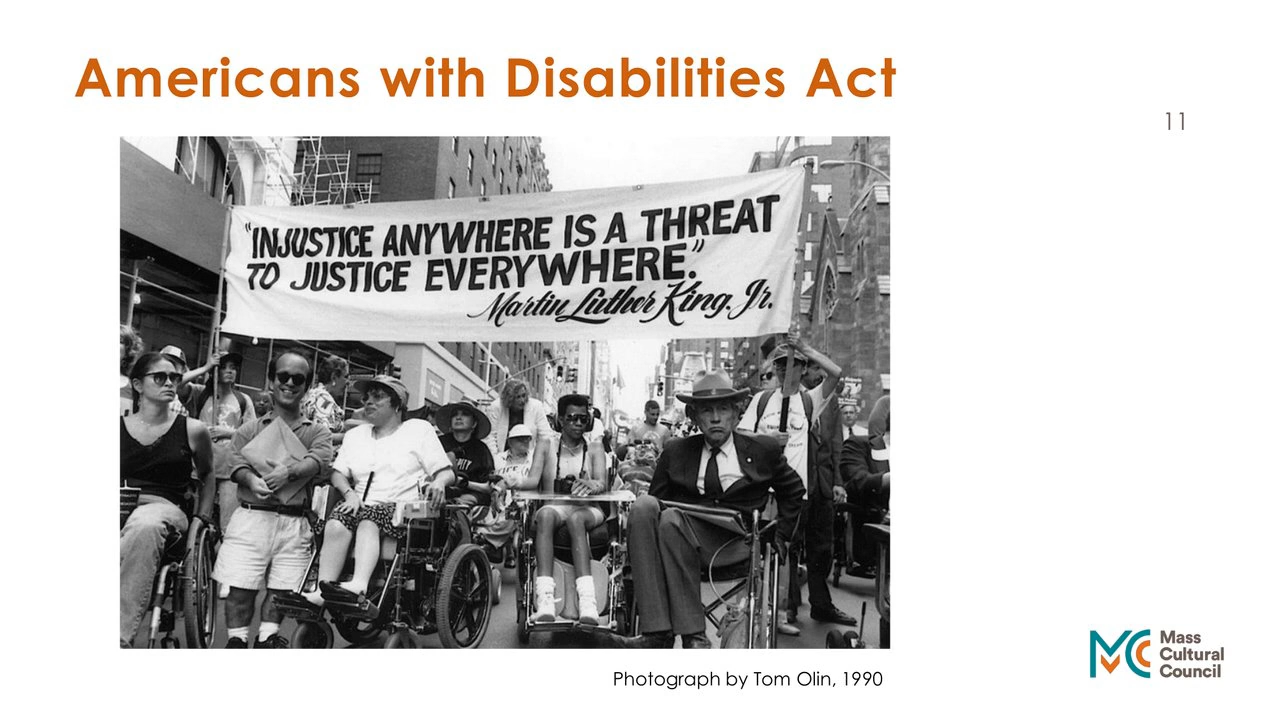 Americans with Disabilities Act
11
"INJUSTICE ANYWHERE IS A THREAT
TO JUSTICE EVERYWHERE."
Martin Luther King, Jr.
Photograph by Tom Olin, 1990
Mass
Cultural
Council